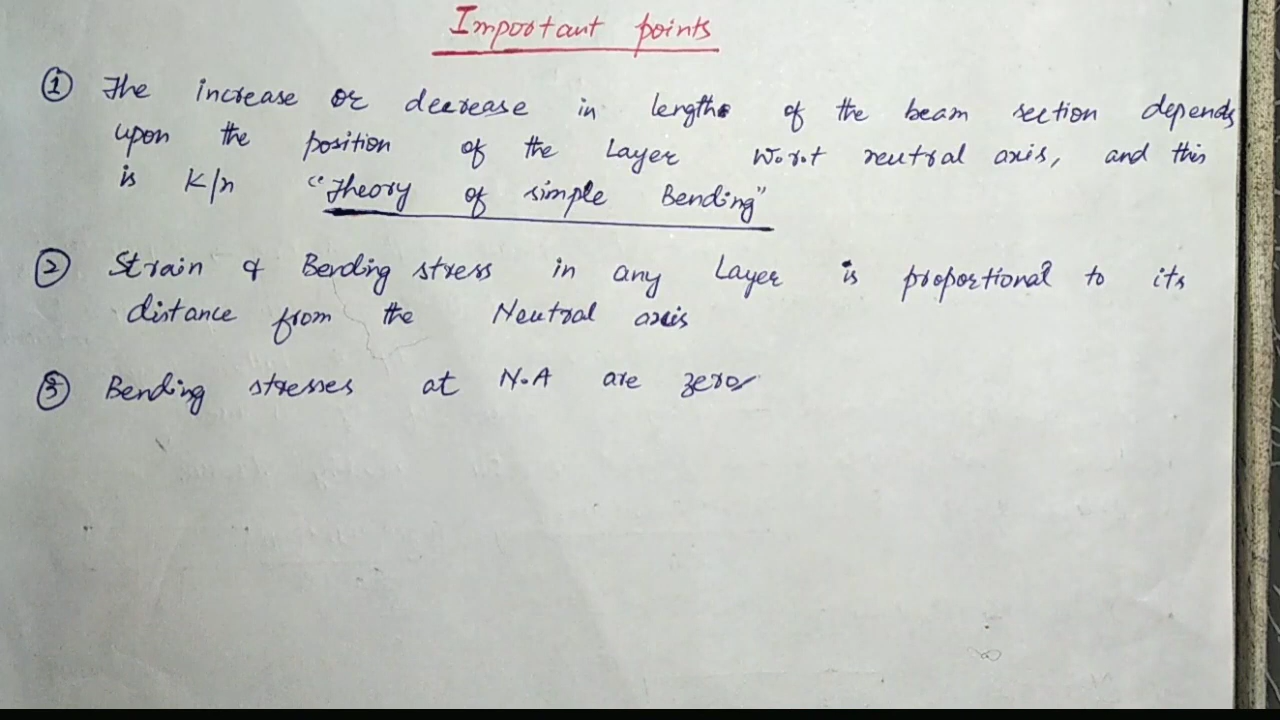 Important points
① The increase or decrease in length of the beam section depends
upon the position of the Layer w.r.t neutral axis, and this
is K/n "Theory of simple Bending"
② Strain & Bending stress in any Layer is proportional to its
distance from the Neutral axis
③ Bending stresses at N.A are zero